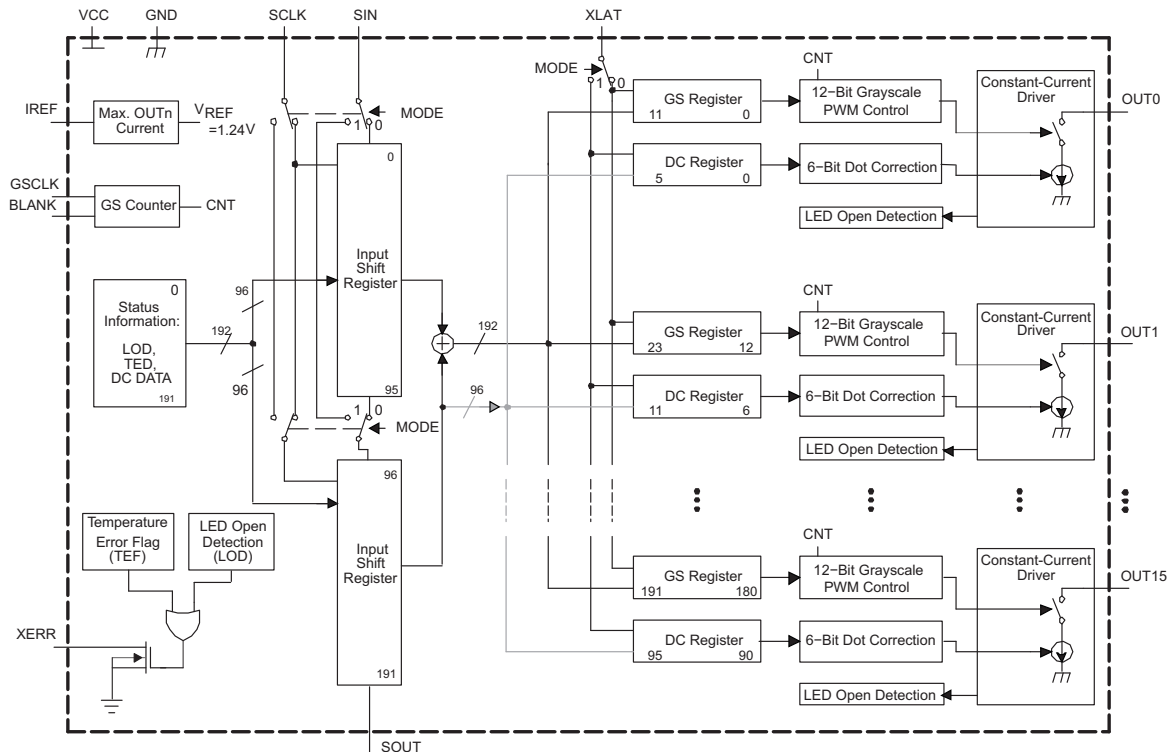 VCC
GND
SCLK
SIN
XLAT
IREF
Max. OUTn
Current
VREF
=1.24V
GSCLK
BLANK
GS Counter
CNT
MODE
1 0
0
Input
Shift
Register
95
1 0
MODE
96
Input
Shift
Register
191
SOUT
0
Status
Information:
LOD,
TED,
DC DATA
191
192
96
96
Temperature
Error Flag
(TEF)
LED Open
Detection
(LOD)
XERR
192
96
MODE
1 0
GS Register
11 0
DC Register
5 0
CNT
12−Bit Grayscale
PWM Control
6−Bit Dot Correction
LED Open Detection
Constant−Current
Driver
OUT0
GS Register
23 12
DC Register
11 6
CNT
12−Bit Grayscale
PWM Control
6−Bit Dot Correction
LED Open Detection
Constant−Current
Driver
OUT1
GS Register
191 180
DC Register
95 90
CNT
12−Bit Grayscale
PWM Control
6−Bit Dot Correction
LED Open Detection
Constant−Current
Driver
OUT15